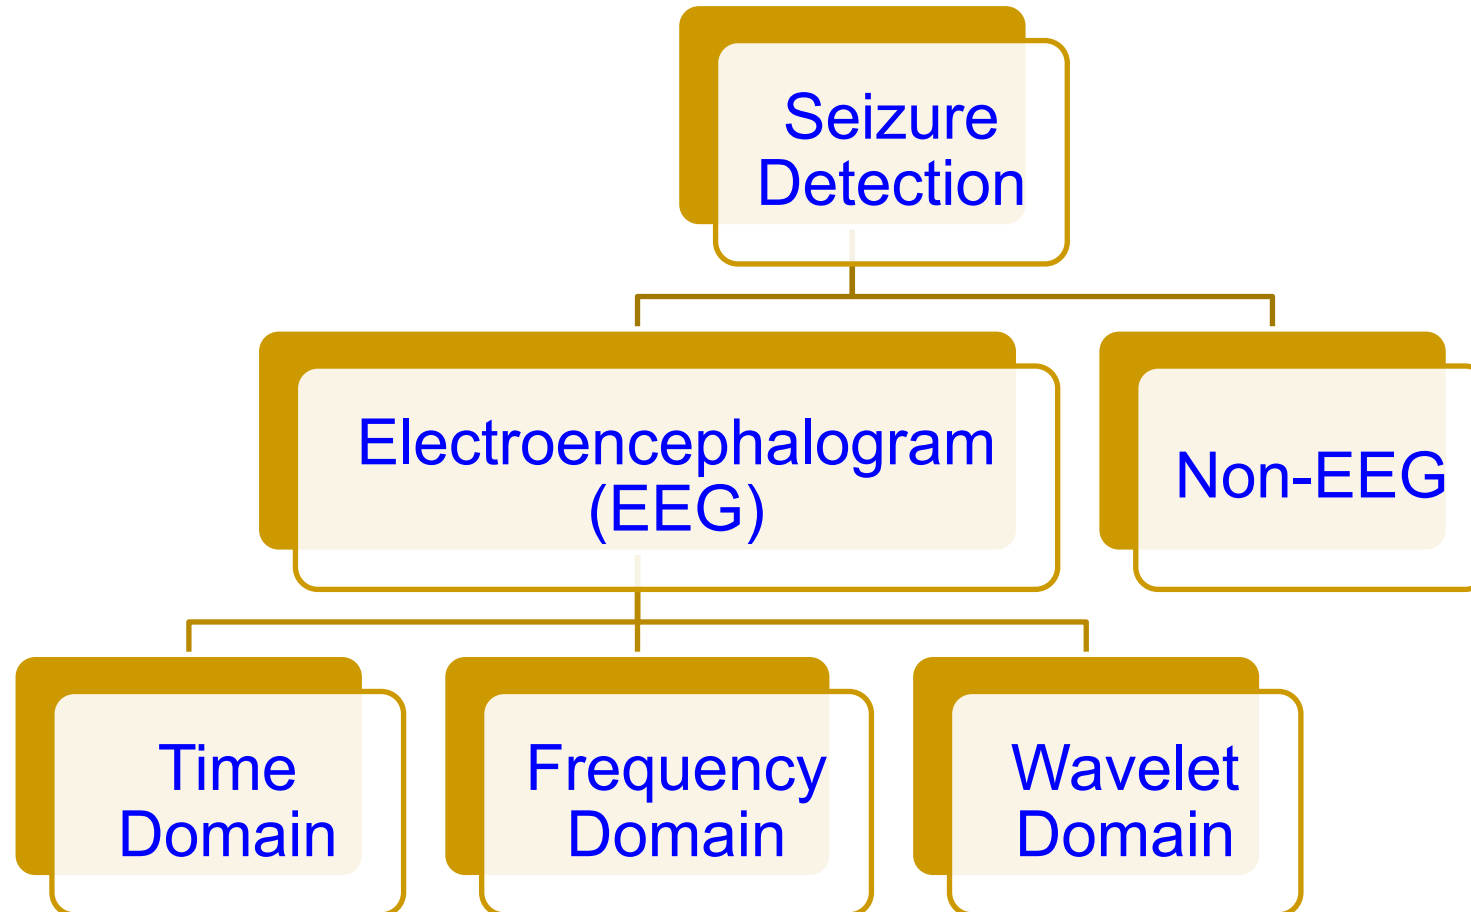 Seizure
Detection
Electroencephalogram
(EEG)
Non-EEG
Time
Domain
Frequency
Domain
Wavelet
Domain